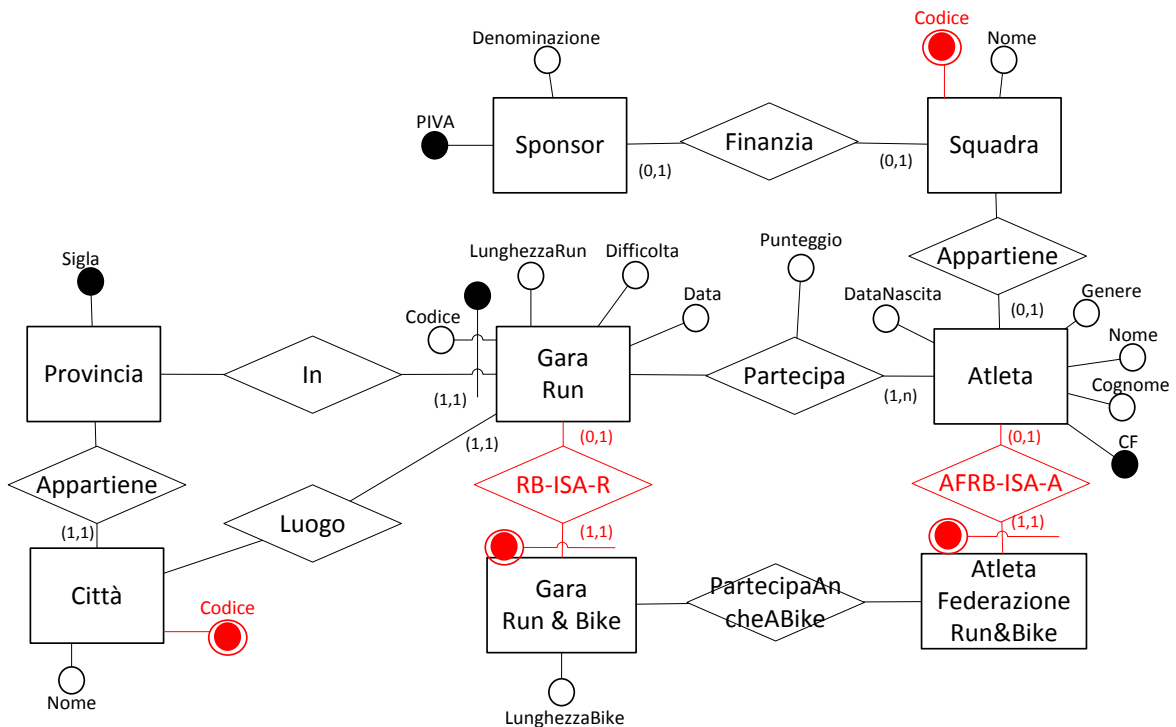 Codice
Denominazione
Nome
PIVA
Sponsor
Finanzia
Squadra
(0,1)
(0,1)
Punteggio
Sigla
LunghezzaRun
Difficolta
Appartiene
DataNascita
Genere
Data
(0,1)
Codice
Nome
Provincia
In
Gara
Run
Partecipa
Atleta
Cognome
(1,1)
(1,n)
(1,1)
(0,1)
(0,1)
CF
Appartiene
RB-ISA-R
AFRB-ISA-A
Luogo
(1,1)
(1,1)
(1,1)
Città
Codice
Gara
Run & Bike
PartecipaAn
cheABike
Atleta
Federazione
Run&Bike
Nome
LunghezzaBike